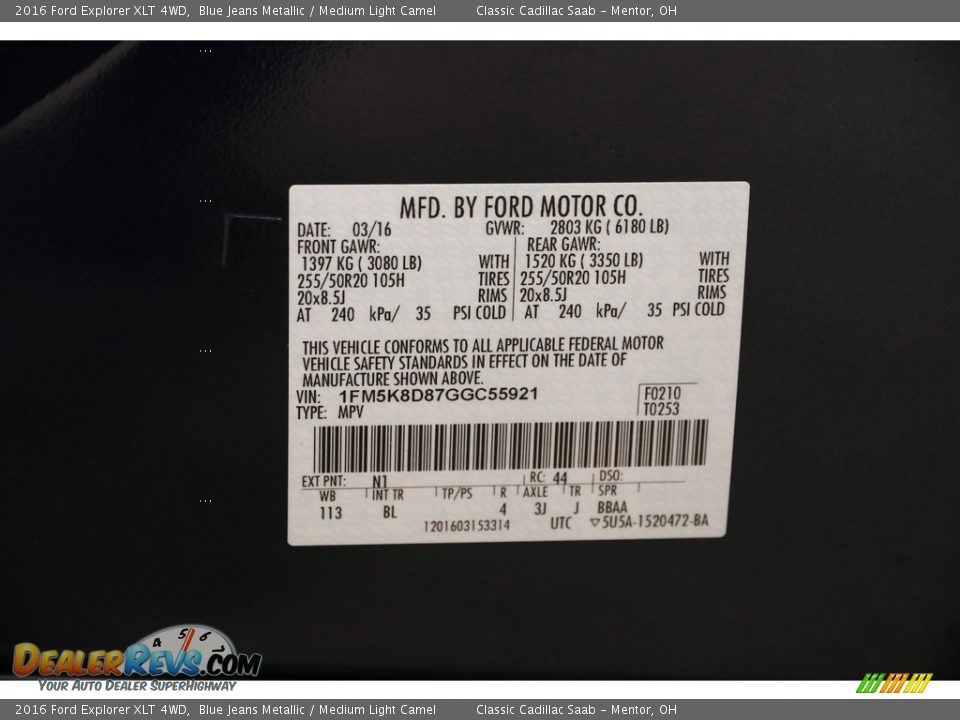 2016 Ford Explorer XLT 4WD, Blue Jeans Metallic / Medium Light Camel Classic Cadillac Saab - Mentor, OH
MFD. BY FORD MOTOR CO.
DATE: 03/16 GVWR: 2803 KG ( 6180 LB)
FRONT GAWR: REAR GAWR:
1397 KG ( 3080 LB) WITH 1520 KG ( 3350 LB) WITH
255/50R20 105H TIRES 255/50R20 105H TIRES
20x8.5J RIMS 20x8.5J RIMS
AT 240 kPa/ 35 PSI COLD AT 240 kPa/ 35 PSI COLD
THIS VEHICLE CONFORMS TO ALL APPLICABLE FEDERAL MOTOR
VEHICLE SAFETY STANDARDS IN EFFECT ON THE DATE OF
MANUFACTURE SHOWN ABOVE.
VIN: 1FM5K8D87GGC55921 F0210
TYPE: MPV T0253
EXT PNT: N1 RC: 44 DSO:
WB INT TR TP/PS R AXLE TR SPR
113 BL 4 3J J BBAA
1201603153314 UTC ▽5U5A-1520472-BA
4 5 6 7
DEALERREVS.COM
YOUR AUTO DEALER SUPERHIGHWAY
2016 Ford Explorer XLT 4WD, Blue Jeans Metallic / Medium Light Camel Classic Cadillac Saab - Mentor, OH